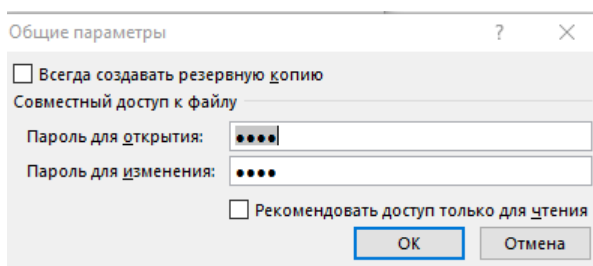 Общие параметры ? ×
Всегда создавать резервную копию
Совместный доступ к файлу
Пароль для открытия: ●●●●
Пароль для изменения: ●●●●
Рекомендовать доступ только для чтения
ОК Отмена